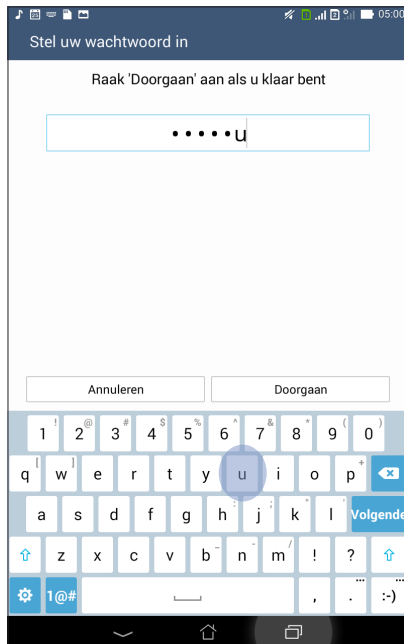 05:00
Stel uw wachtwoord in
Raak 'Doorgaan' aan als u klaar bent
•••••u
Annuleren Doorgaan
1! 2@ 3# 4$ 5% 6^ 7& 8* 9( 0)
q[ w] e r t y u i o p+
a s d f g h: j; k" l' Volgende
z x c v b_ n- m/ ! ?
1@# , . :-)